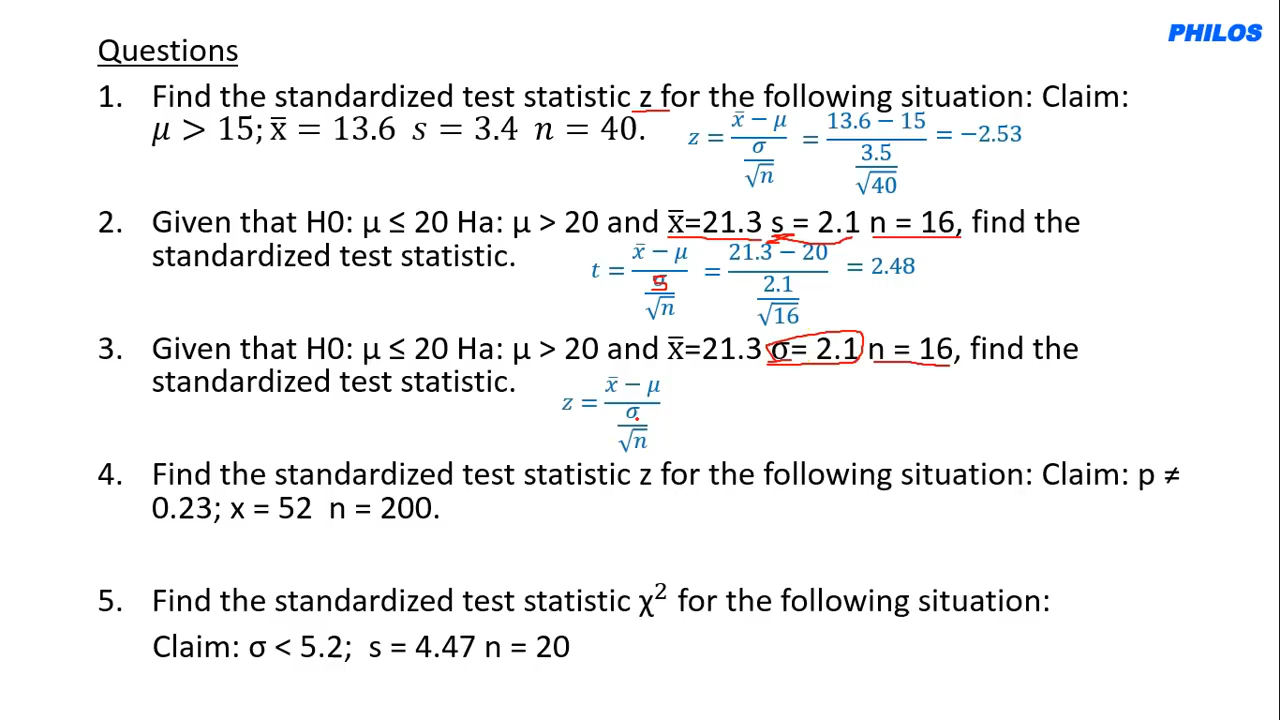 PHILOS
Questions
1. Find the standardized test statistic z for the following situation: Claim:
μ > 15; x̄ = 13.6 s = 3.4 n = 40.
z = (x̄ − μ)/(σ/√n) = (13.6 − 15)/(3.5/√40) = −2.53
2. Given that H0: μ ≤ 20 Ha: μ > 20 and x̄=21.3 s = 2.1 n = 16, find the
standardized test statistic.
t = (x̄ − μ)/(s/√n) = (21.3 − 20)/(2.1/√16) = 2.48
3. Given that H0: μ ≤ 20 Ha: μ > 20 and x̄=21.3 σ= 2.1 n = 16, find the
standardized test statistic.
z = (x̄ − μ)/(σ/√n)
4. Find the standardized test statistic z for the following situation: Claim: p ≠
0.23; x = 52 n = 200.
5. Find the standardized test statistic χ² for the following situation:
Claim: σ < 5.2; s = 4.47 n = 20